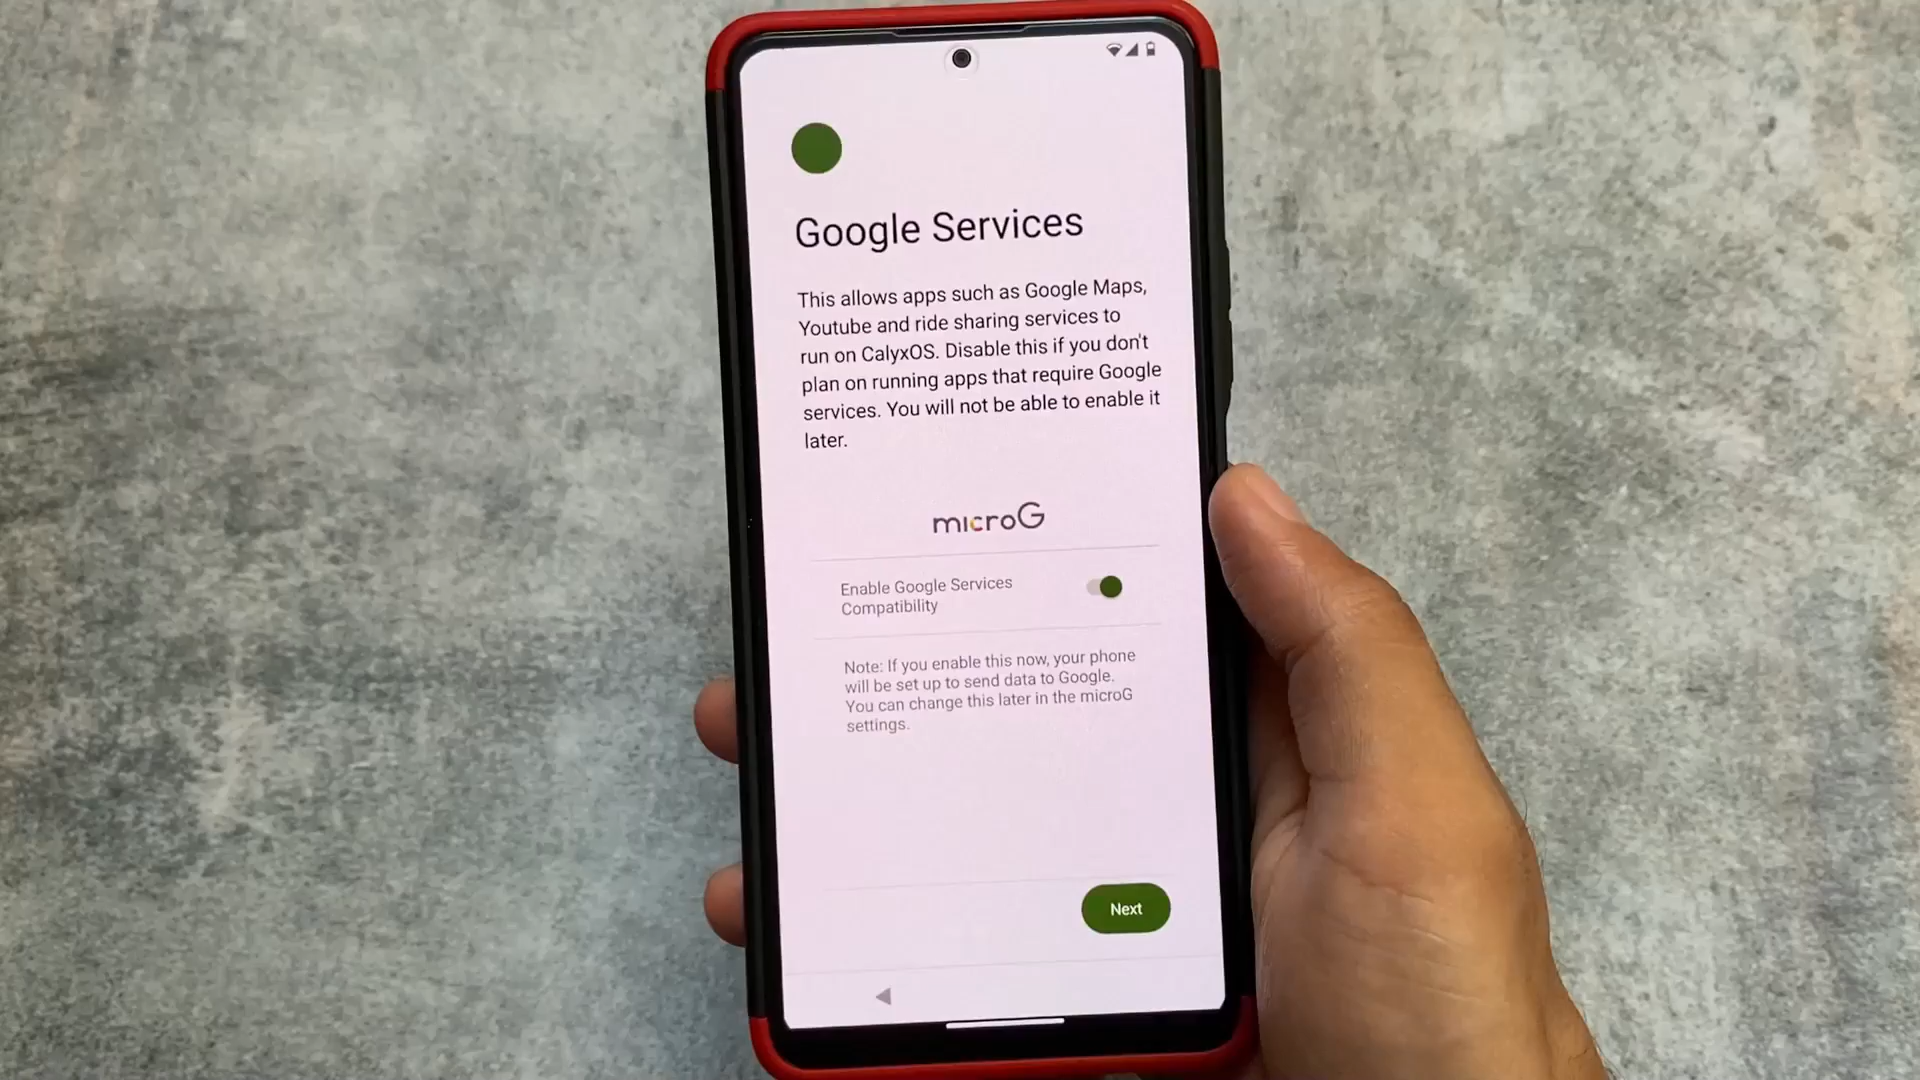 Google Services
This allows apps such as Google Maps,
Youtube and ride sharing services to
run on CalyxOS. Disable this if you don't
plan on running apps that require Google
services. You will not be able to enable it
later.
microG
Enable Google Services
Compatibility
Note: If you enable this now, your phone
will be set up to send data to Google.
You can change this later in the microG
settings.
Next